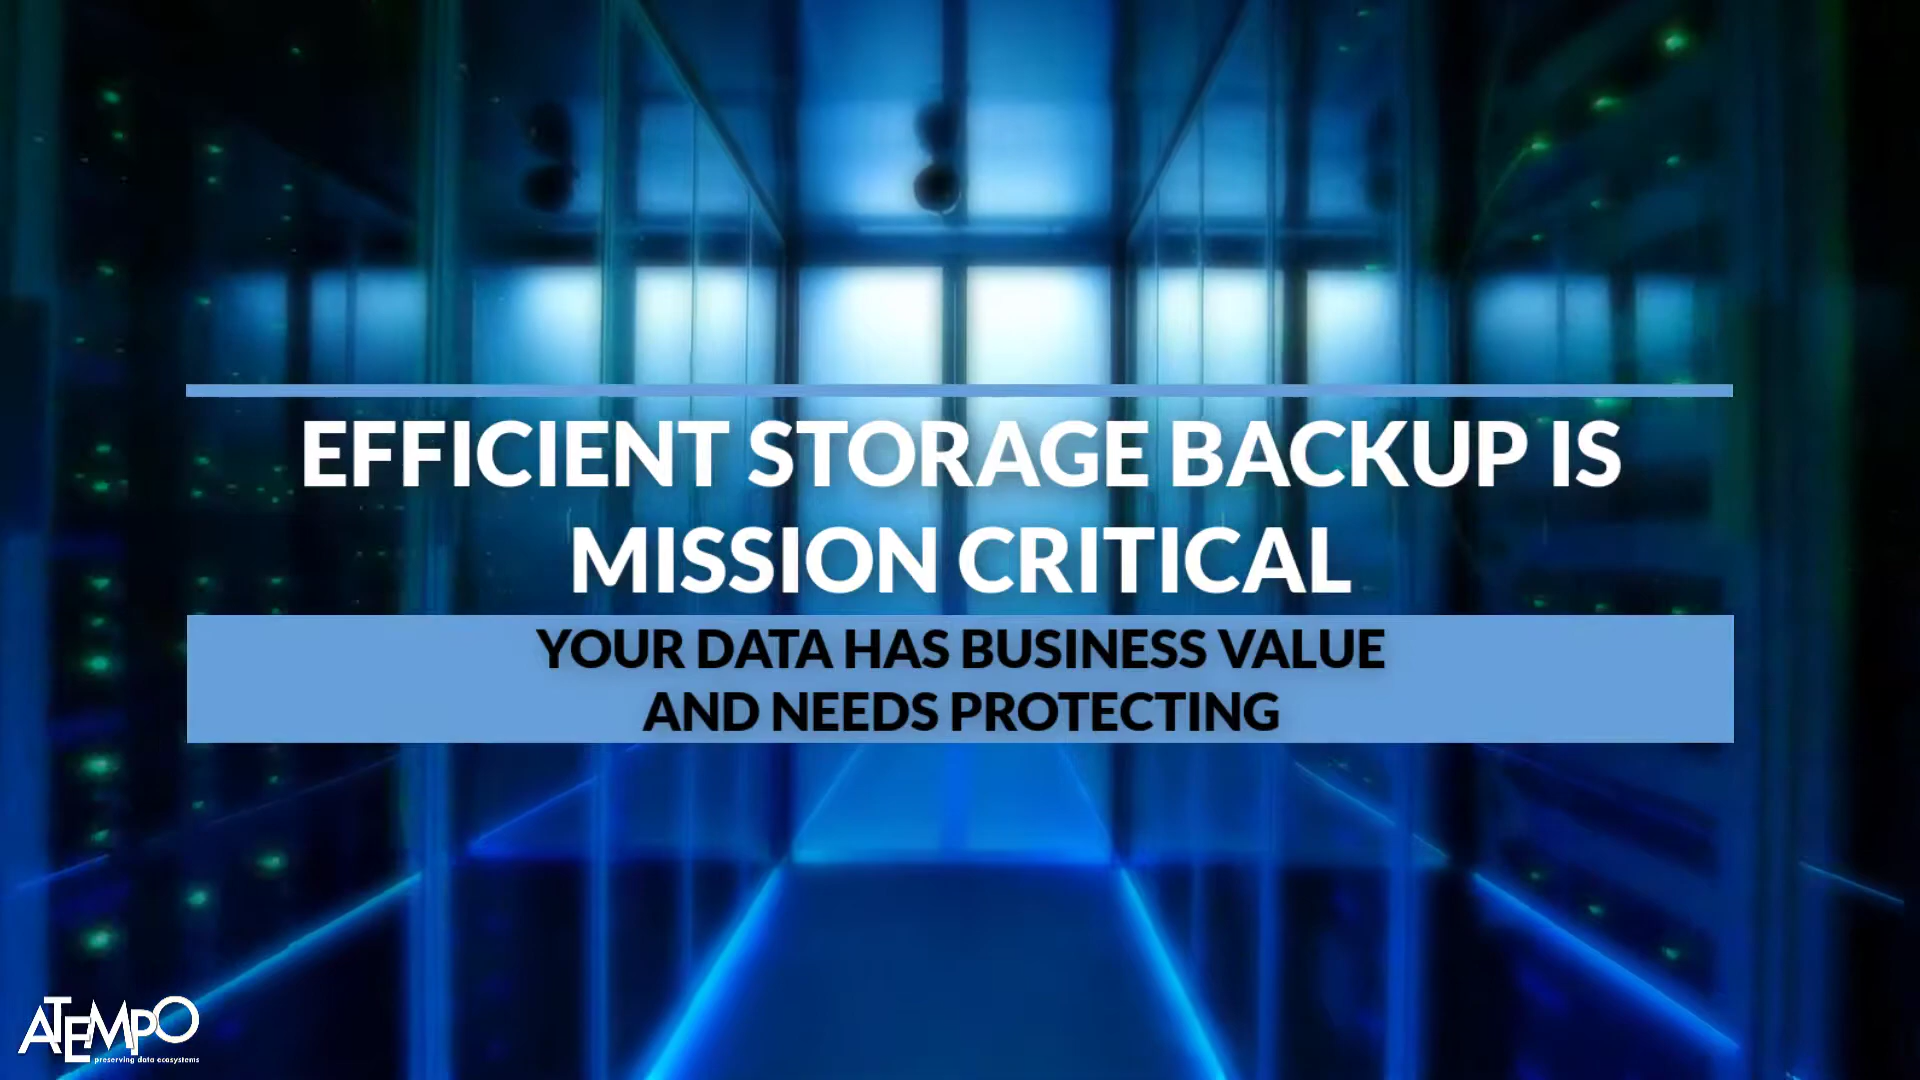 EFFICIENT STORAGE BACKUP IS
MISSION CRITICAL
YOUR DATA HAS BUSINESS VALUE
AND NEEDS PROTECTING
ATEMPO
preserving data ecosystems